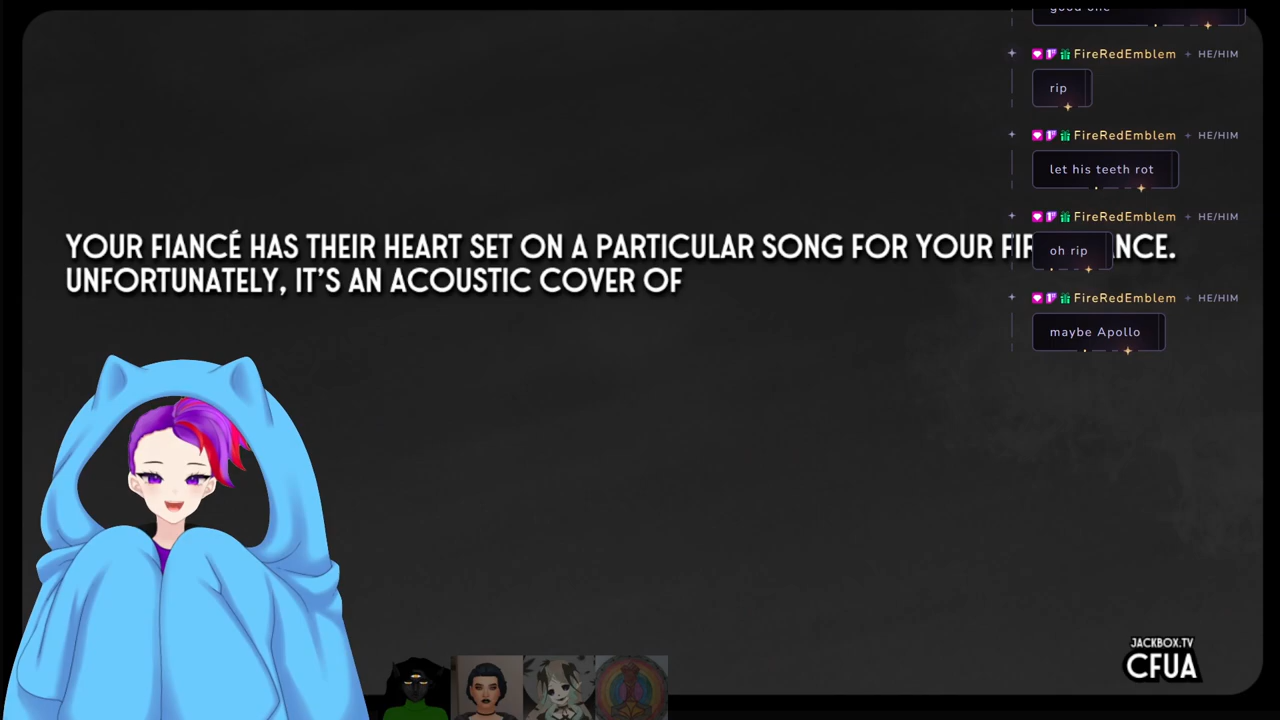 good one
FireRedEmblem + HE/HIM
rip
FireRedEmblem + HE/HIM
let his teeth rot
FireRedEmblem + HE/HIM
YOUR FIANCÉ HAS THEIR HEART SET ON A PARTICULAR SONG FOR YOUR
UNFORTUNATELY, IT'S AN ACOUSTIC COVER OF
oh rip
FireRedEmblem + HE/HIM
maybe Apollo
JACKBOX.TV
CFUA